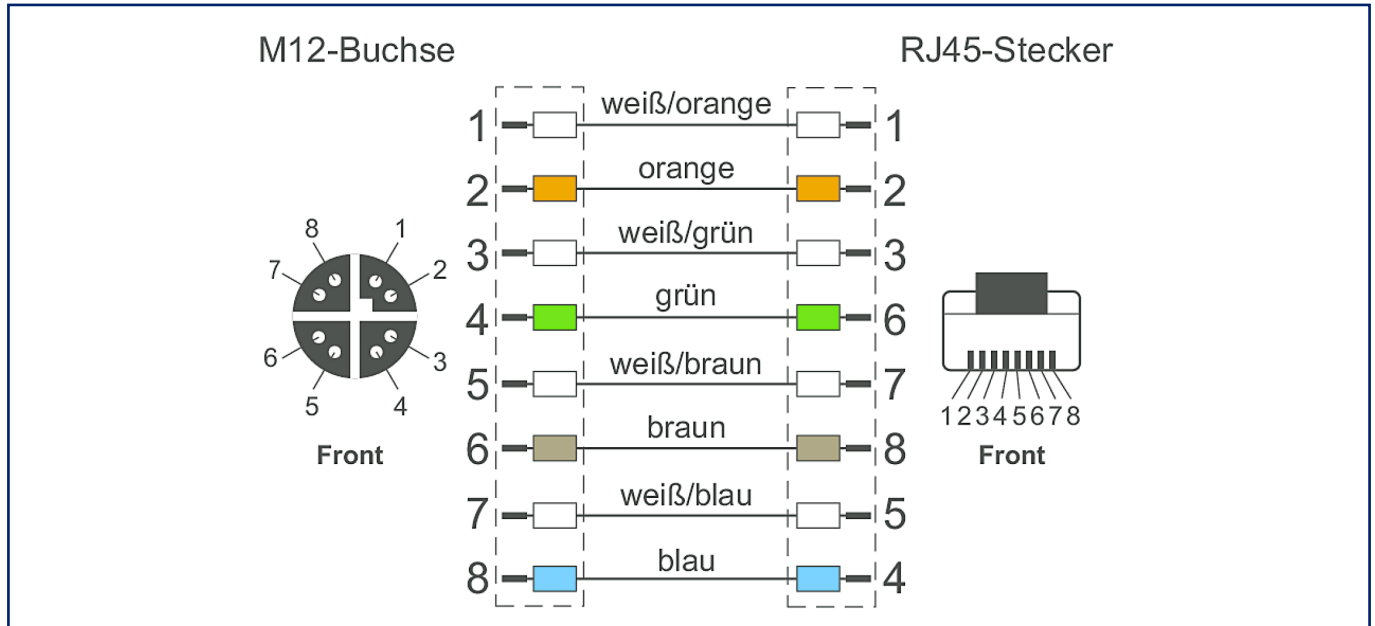 M12-Buchse RJ45-Stecker
1 weiß/orange 1
2 orange 2
3 weiß/grün 3
4 grün 6
5 weiß/braun 7
6 braun 8
7 weiß/blau 5
8 blau 4
8 1
7 2
6 3
5 4
Front
12345678
Front